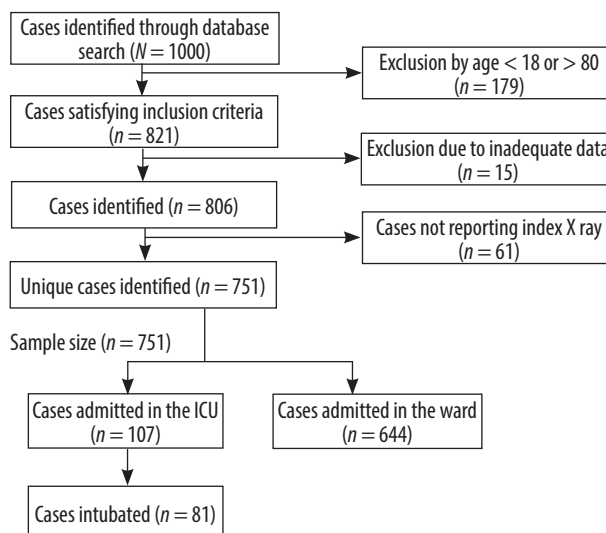 Cases identified through database
search (N = 1000)
Exclusion by age < 18 or > 80
(n = 179)
Cases satisfying inclusion criteria
(n = 821)
Exclusion due to inadequate data
(n = 15)
Cases identified (n = 806)
Cases not reporting index X ray
(n = 61)
Unique cases identified (n = 751)
Sample size (n = 751)
Cases admitted in the ICU
(n = 107)
Cases admitted in the ward
(n = 644)
Cases intubated (n = 81)